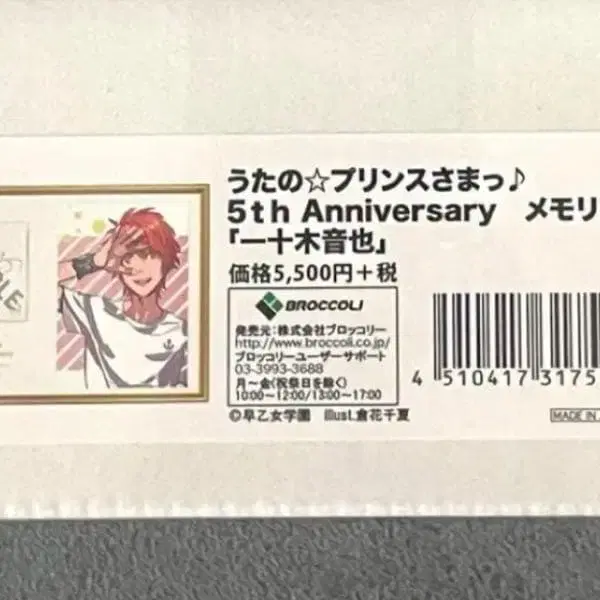 うたの☆プリンスさまっ♪
5th Anniversary メモリ
「一十木音也」
価格5,500円+税
BROCCOLI
発売元:株式会社ブロッコリー
http://www.broccoli.co.jp/
ブロッコリーユーザーサポート
03-3993-3688
月~金(祝祭日を除く)
10:00~12:00/13:00~17:00
©早乙女学園 illust.倉花千夏
4 510417 3175
MADE IN